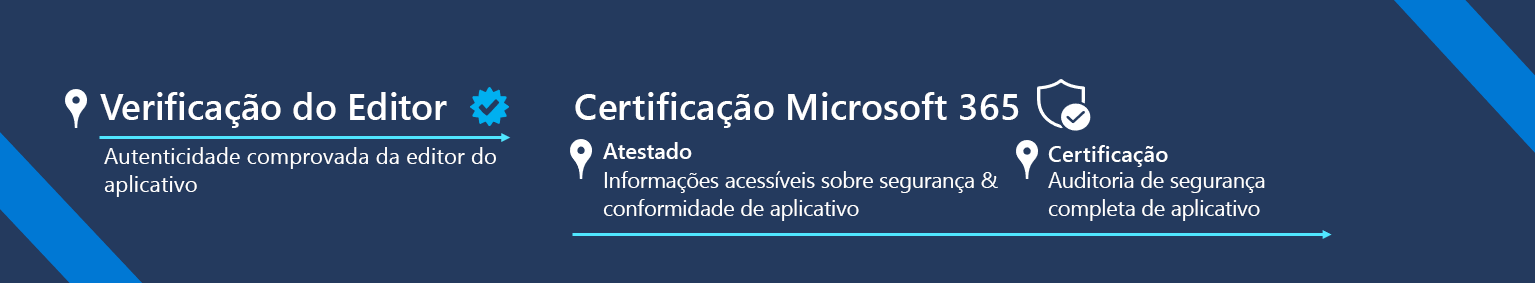 Verificação do Editor
Autenticidade comprovada da editor do
aplicativo
Certificação Microsoft 365
Atestado
Informações acessíveis sobre segurança &
conformidade de aplicativo
Certificação
Auditoria de segurança
completa de aplicativo